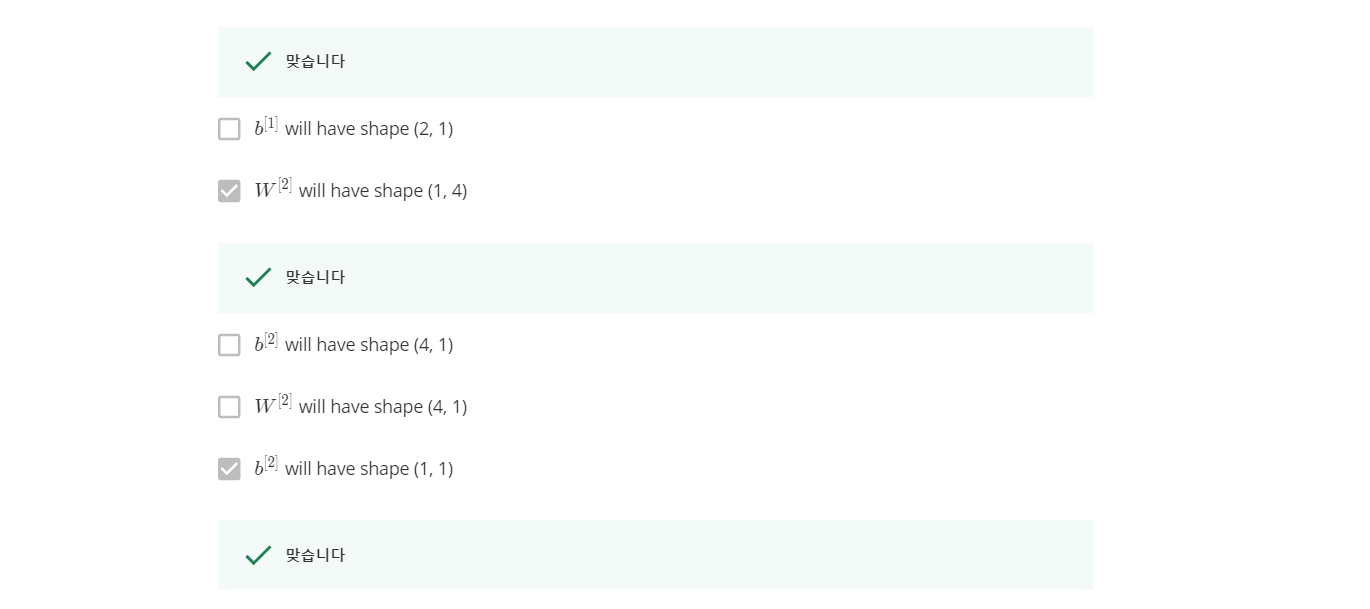 맞습니다
b^[1] will have shape (2, 1)
W^[2] will have shape (1, 4)
맞습니다
b^[2] will have shape (4, 1)
W^[2] will have shape (4, 1)
b^[2] will have shape (1, 1)
맞습니다